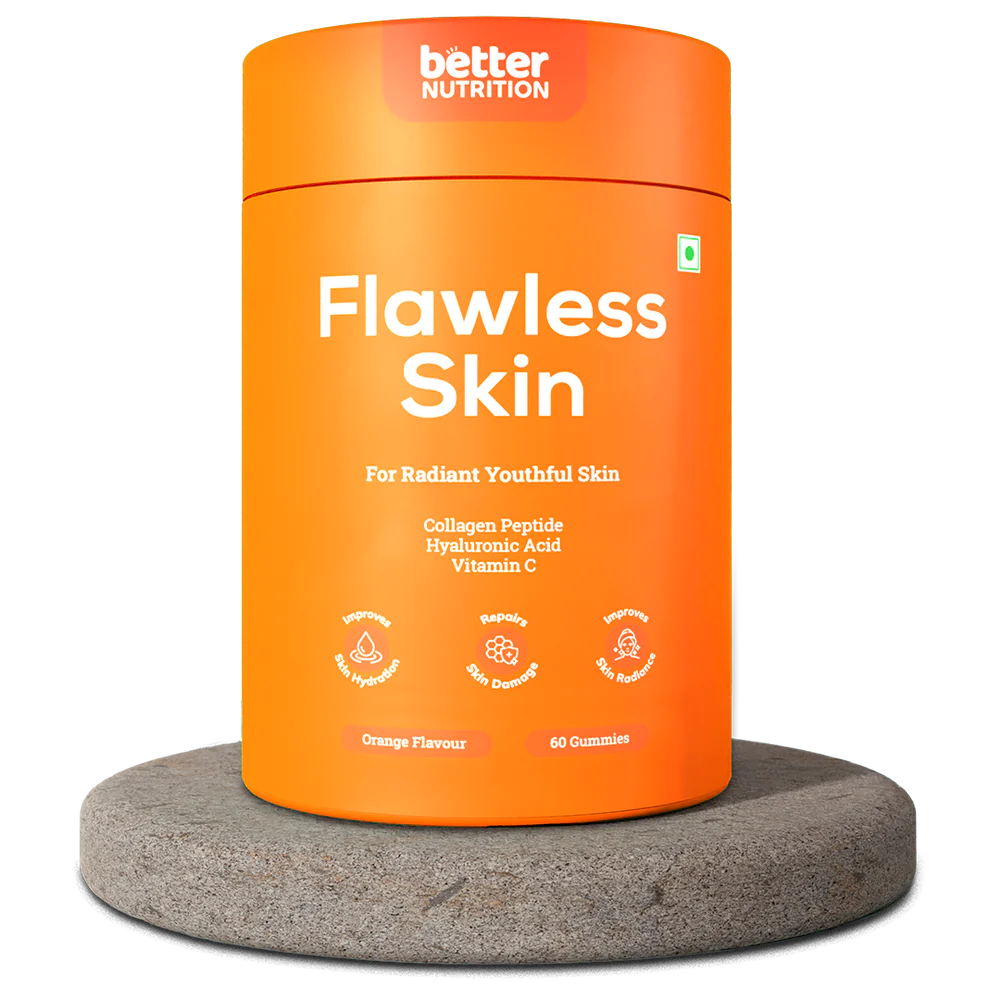 better
NUTRITION
Flawless
Skin
For Radiant Youthful Skin
Collagen Peptide
Hyaluronic Acid
Vitamin C
Improves
Skin Hydration
Repairs
Skin Damage
Improves
Skin Radiance
Orange Flavour
60 Gummies